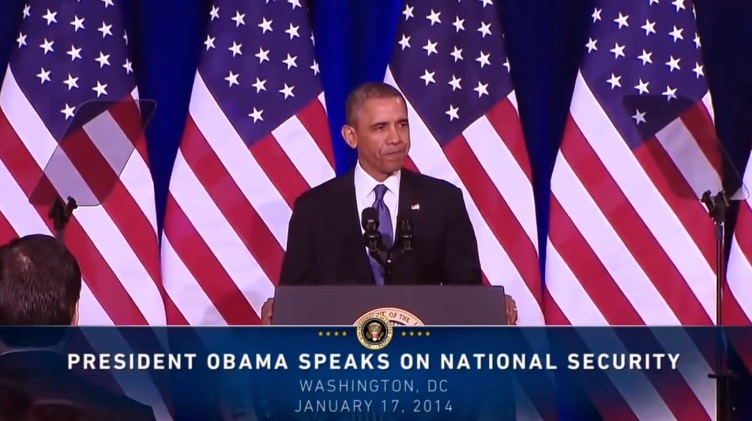 PRESIDENT OBAMA SPEAKS ON NATIONAL SECURITY
WASHINGTON, DC
JANUARY 17, 2014